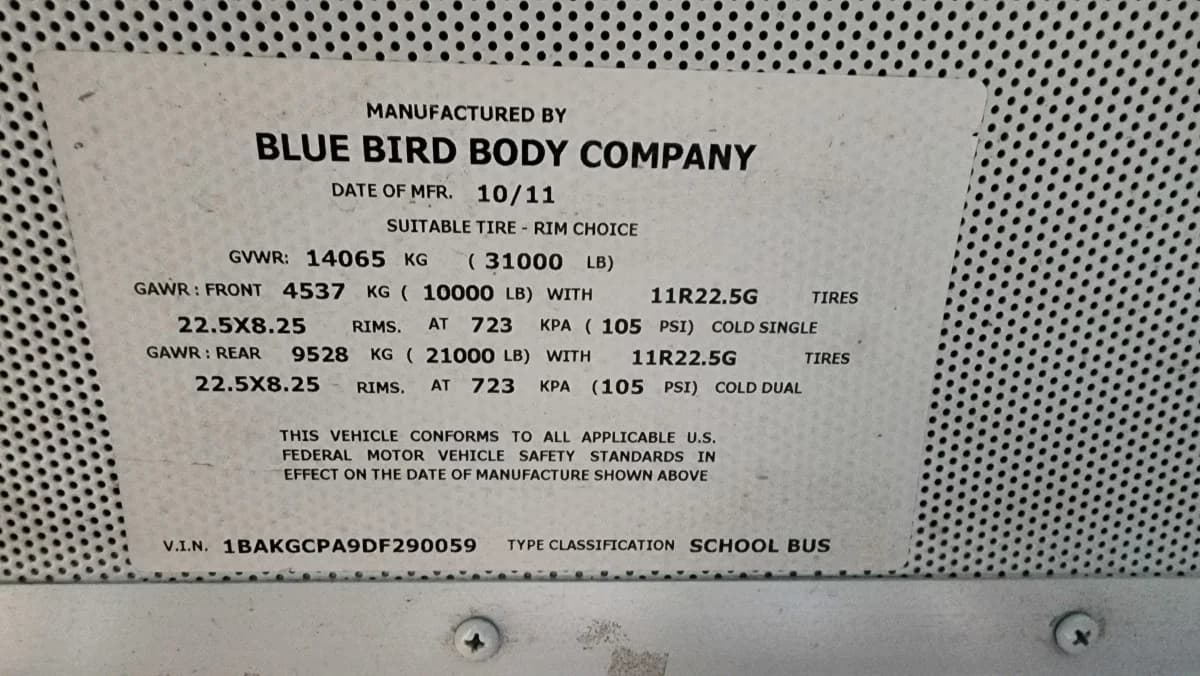 MANUFACTURED BY
BLUE BIRD BODY COMPANY
DATE OF MFR. 10/11
SUITABLE TIRE - RIM CHOICE
GVWR: 14065 KG ( 31000 LB)
GAWR : FRONT 4537 KG ( 10000 LB) WITH 11R22.5G TIRES
22.5X8.25 RIMS. AT 723 KPA ( 105 PSI) COLD SINGLE
GAWR : REAR 9528 KG ( 21000 LB) WITH 11R22.5G TIRES
22.5X8.25 RIMS. AT 723 KPA (105 PSI) COLD DUAL
THIS VEHICLE CONFORMS TO ALL APPLICABLE U.S.
FEDERAL MOTOR VEHICLE SAFETY STANDARDS IN
EFFECT ON THE DATE OF MANUFACTURE SHOWN ABOVE
V.I.N. 1BAKGCPA9DF290059 TYPE CLASSIFICATION SCHOOL BUS